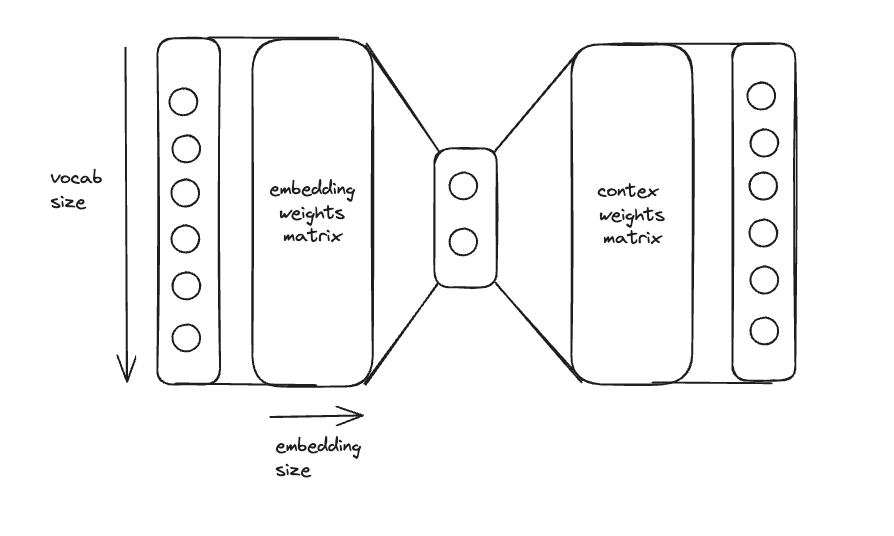 vocab
size
embedding
weights
matrix
contex
weights
matrix
embedding
size